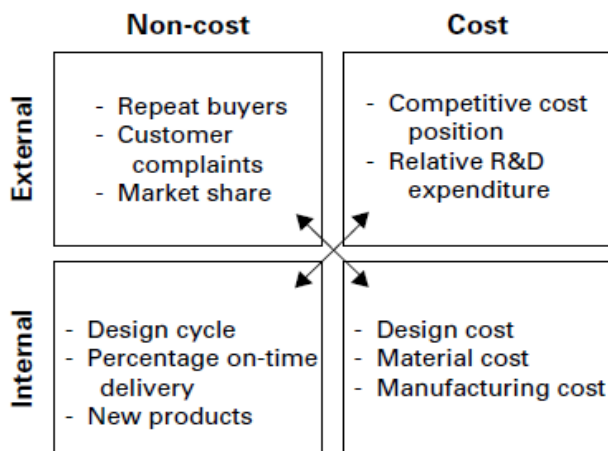 Non-cost
Cost
External
- Repeat buyers
- Customer
complaints
- Market share
- Competitive cost
position
- Relative R&D
expenditure
Internal
- Design cycle
- Percentage on-time
delivery
- New products
- Design cost
- Material cost
- Manufacturing cost